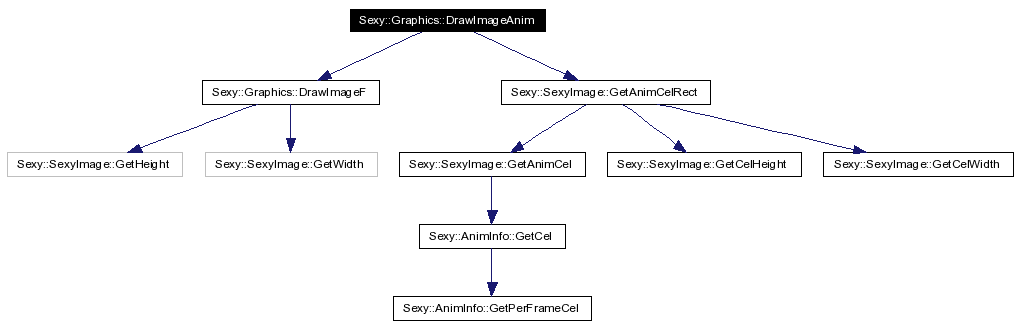 Sexy::Graphics::DrawImageAnim
Sexy::Graphics::DrawImageF
Sexy::SexyImage::GetAnimCelRect
Sexy::SexyImage::GetHeight
Sexy::SexyImage::GetWidth
Sexy::SexyImage::GetAnimCel
Sexy::SexyImage::GetCelHeight
Sexy::SexyImage::GetCelWidth
Sexy::AnimInfo::GetCel
Sexy::AnimInfo::GetPerFrameCel